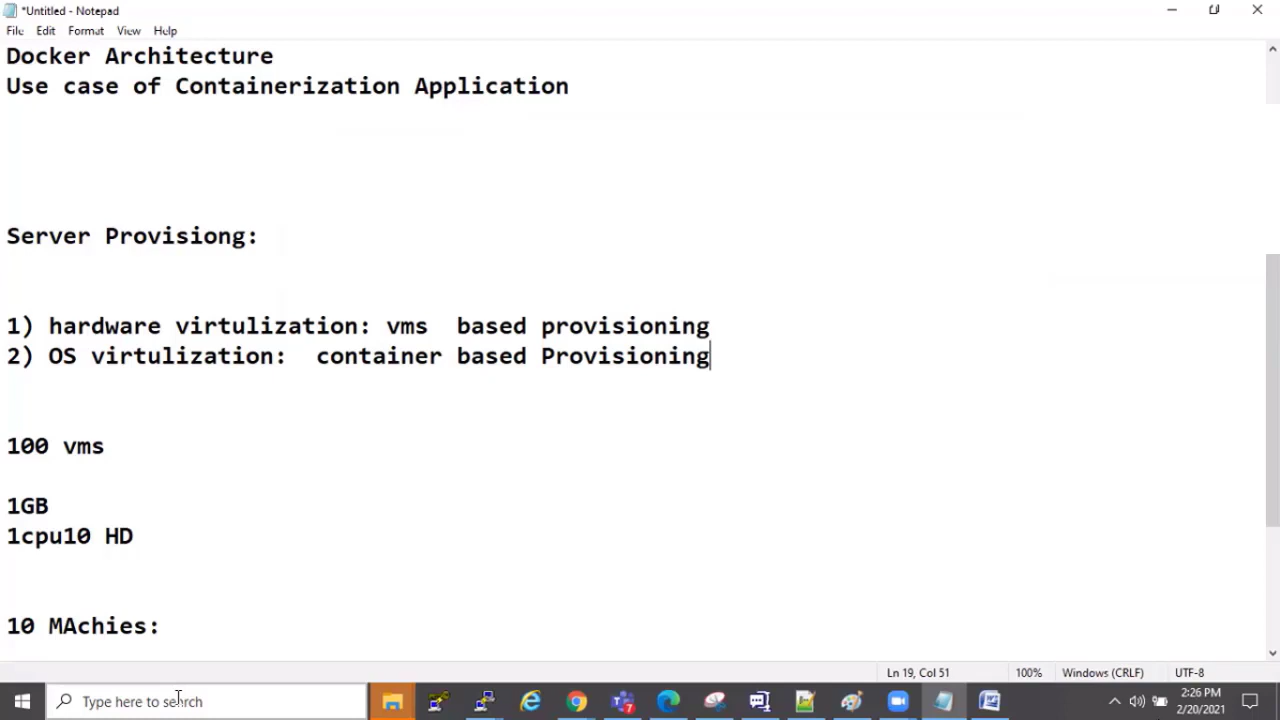 *Untitled - Notepad
File Edit Format View Help
Docker Architecture
Use case of Containerization Application
Server Provisiong:
1) hardware virtulization: vms  based provisioning
2) OS virtulization:  container based Provisioning
100 vms
1GB
1cpu10 HD
10 MAchies:
Ln 19, Col 51
100%
Windows (CRLF)
UTF-8
Type here to search
2:26 PM
2/20/2021